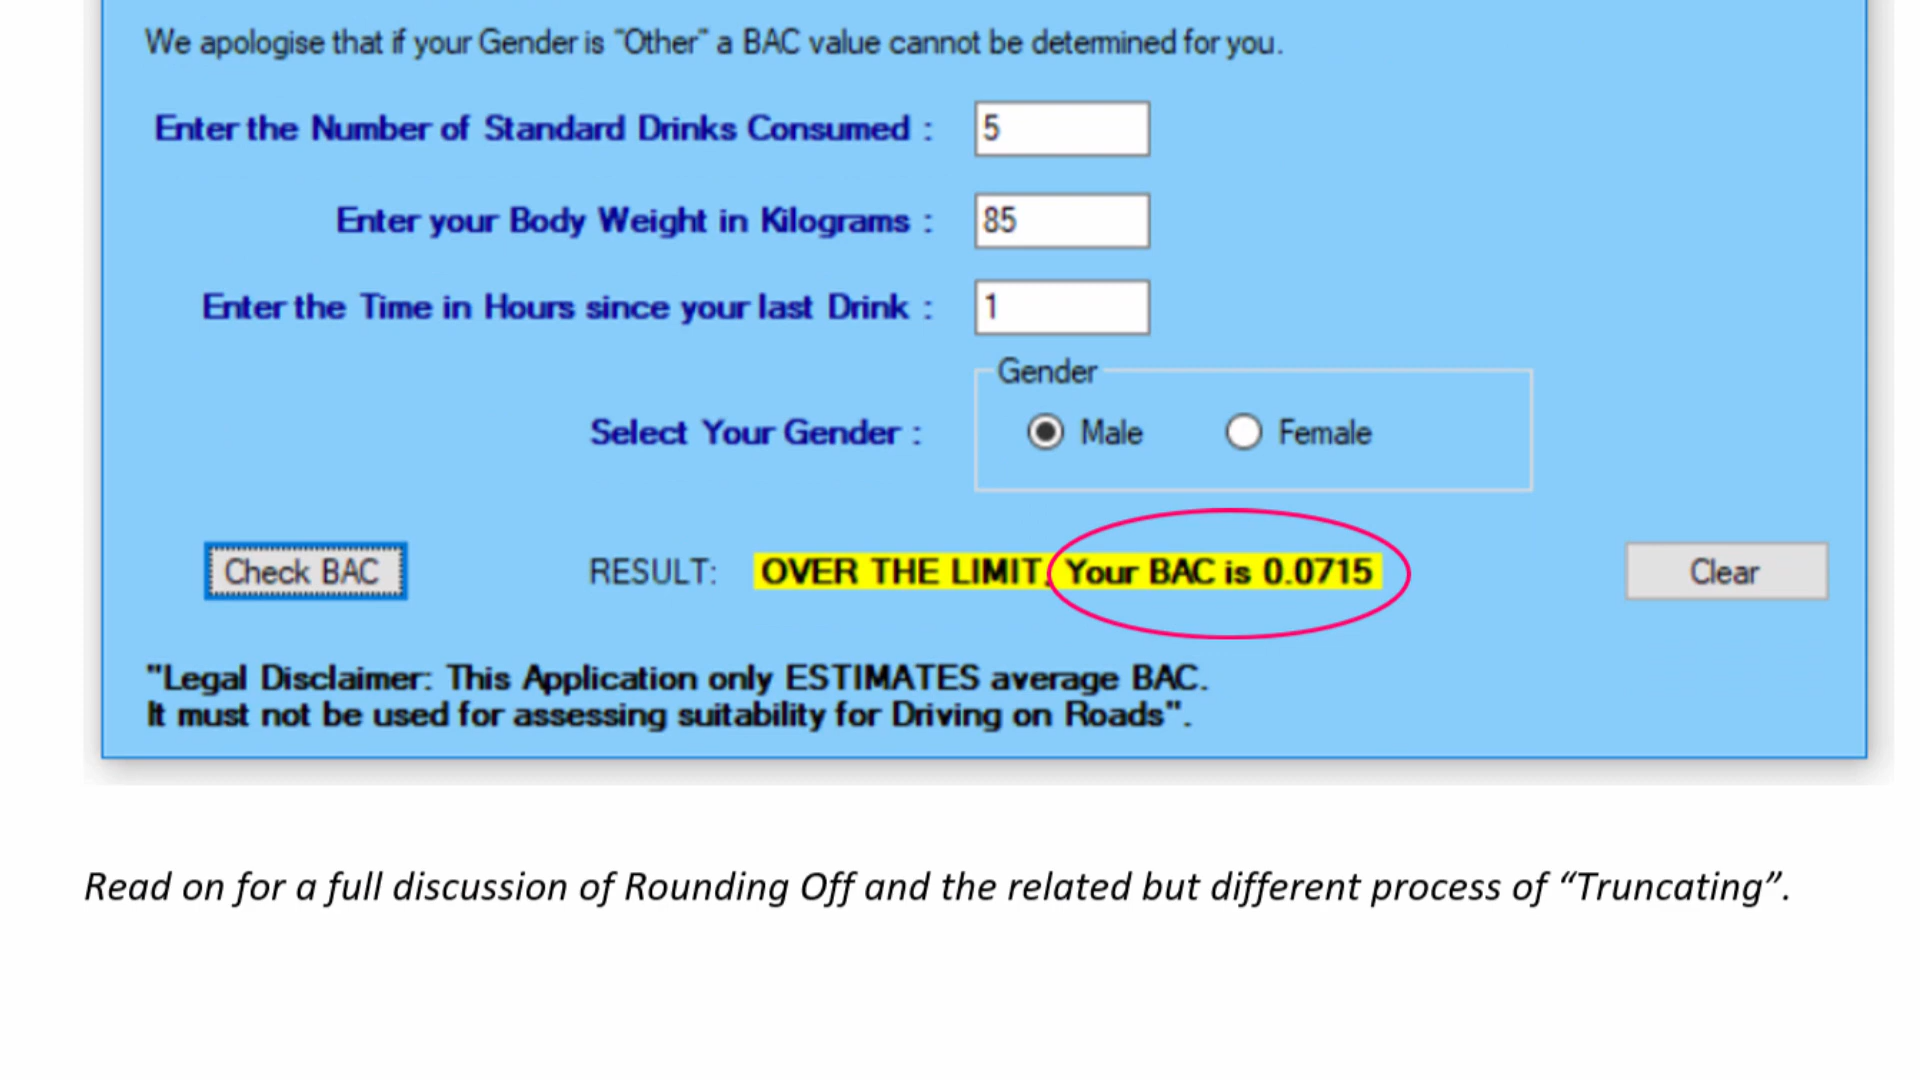 We apologise that if your Gender is "Other" a BAC value cannot be determined for you.
Enter the Number of Standard Drinks Consumed : 5
Enter your Body Weight in Kilograms : 85
Enter the Time in Hours since your last Drink : 1
Gender
Select Your Gender : Male Female
Check BAC RESULT: OVER THE LIMIT. Your BAC is 0.0715 Clear
"Legal Disclaimer: This Application only ESTIMATES average BAC.
It must not be used for assessing suitability for Driving on Roads".
Read on for a full discussion of Rounding Off and the related but different process of “Truncating”.